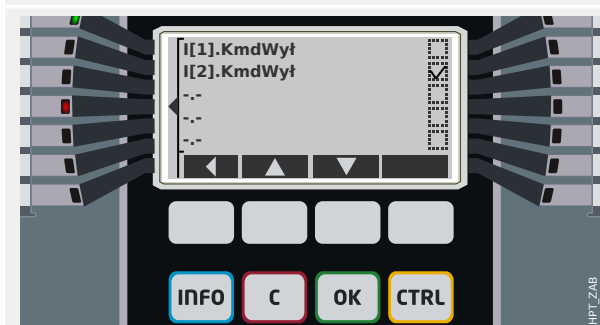 I[1].KmdWył
I[2].KmdWył
-.-
-.-
-.-
INFO
C
OK
CTRL
HPT_ZAB